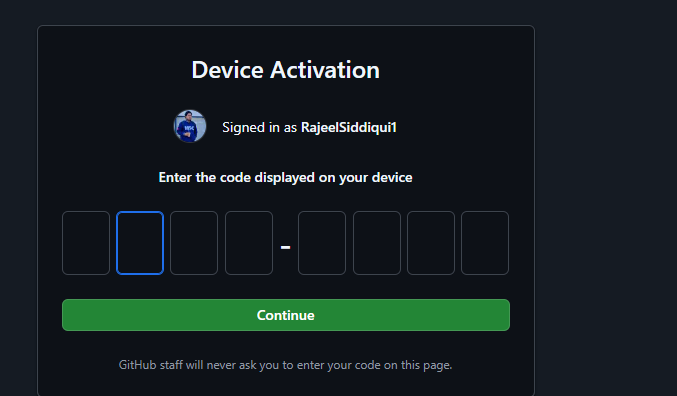 Device Activation
Signed in as RajeelSiddiqui1
Enter the code displayed on your device
-
Continue
GitHub staff will never ask you to enter your code on this page.